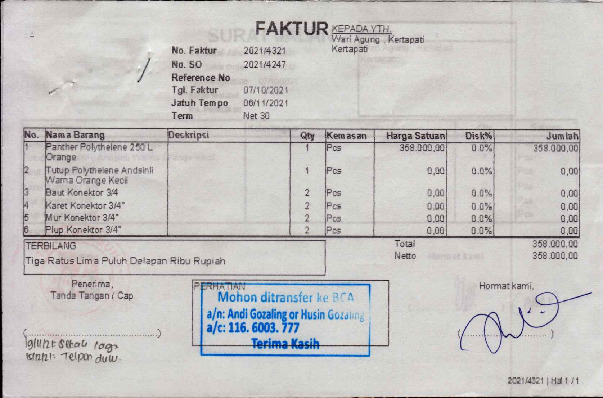 FAKTUR
KEPADA YTH,
Wari Agung , Kertapati
Kertapati
No. Faktur 2021/4321
No. SO 2021/4247
Reference No
Tgl. Faktur 07/10/2021
Jatuh Tempo 06/11/2021
Term Net 30
No. Nama Barang Deskripsi Qty Kemasan Harga Satuan Disk% Jumlah
1 Panther Polythelene 250 L 1 Pcs 358.000,00 0.0% 358.000,00
Orange
2 Tutup Polythelene Andsinli 1 Pcs 0,00 0.0% 0,00
Warna Orange Kecil
3 Baut Konektor 3/4 2 Pcs 0,00 0.0% 0,00
4 Karet Konektor 3/4" 2 Pcs 0,00 0.0% 0,00
5 Mur Konektor 3/4" 2 Pcs 0,00 0.0% 0,00
6 Plup Konektor 3/4" 2 Pcs 0,00 0.0% 0,00
TERBILANG
Tiga Ratus Lima Puluh Delapan Ribu Rupiah
Total 358.000,00
Netto 358.000,00
Penerima,
Tanda Tangan / Cap
PERHATIAN
Mohon ditransfer ke BCA
a/n: Andi Gozaling or Husin Gozaling
a/c: 116. 6003. 777
Terima Kasih
Hormat kami,
Telpon dulu.
2021/4321 | Hal 1 / 1